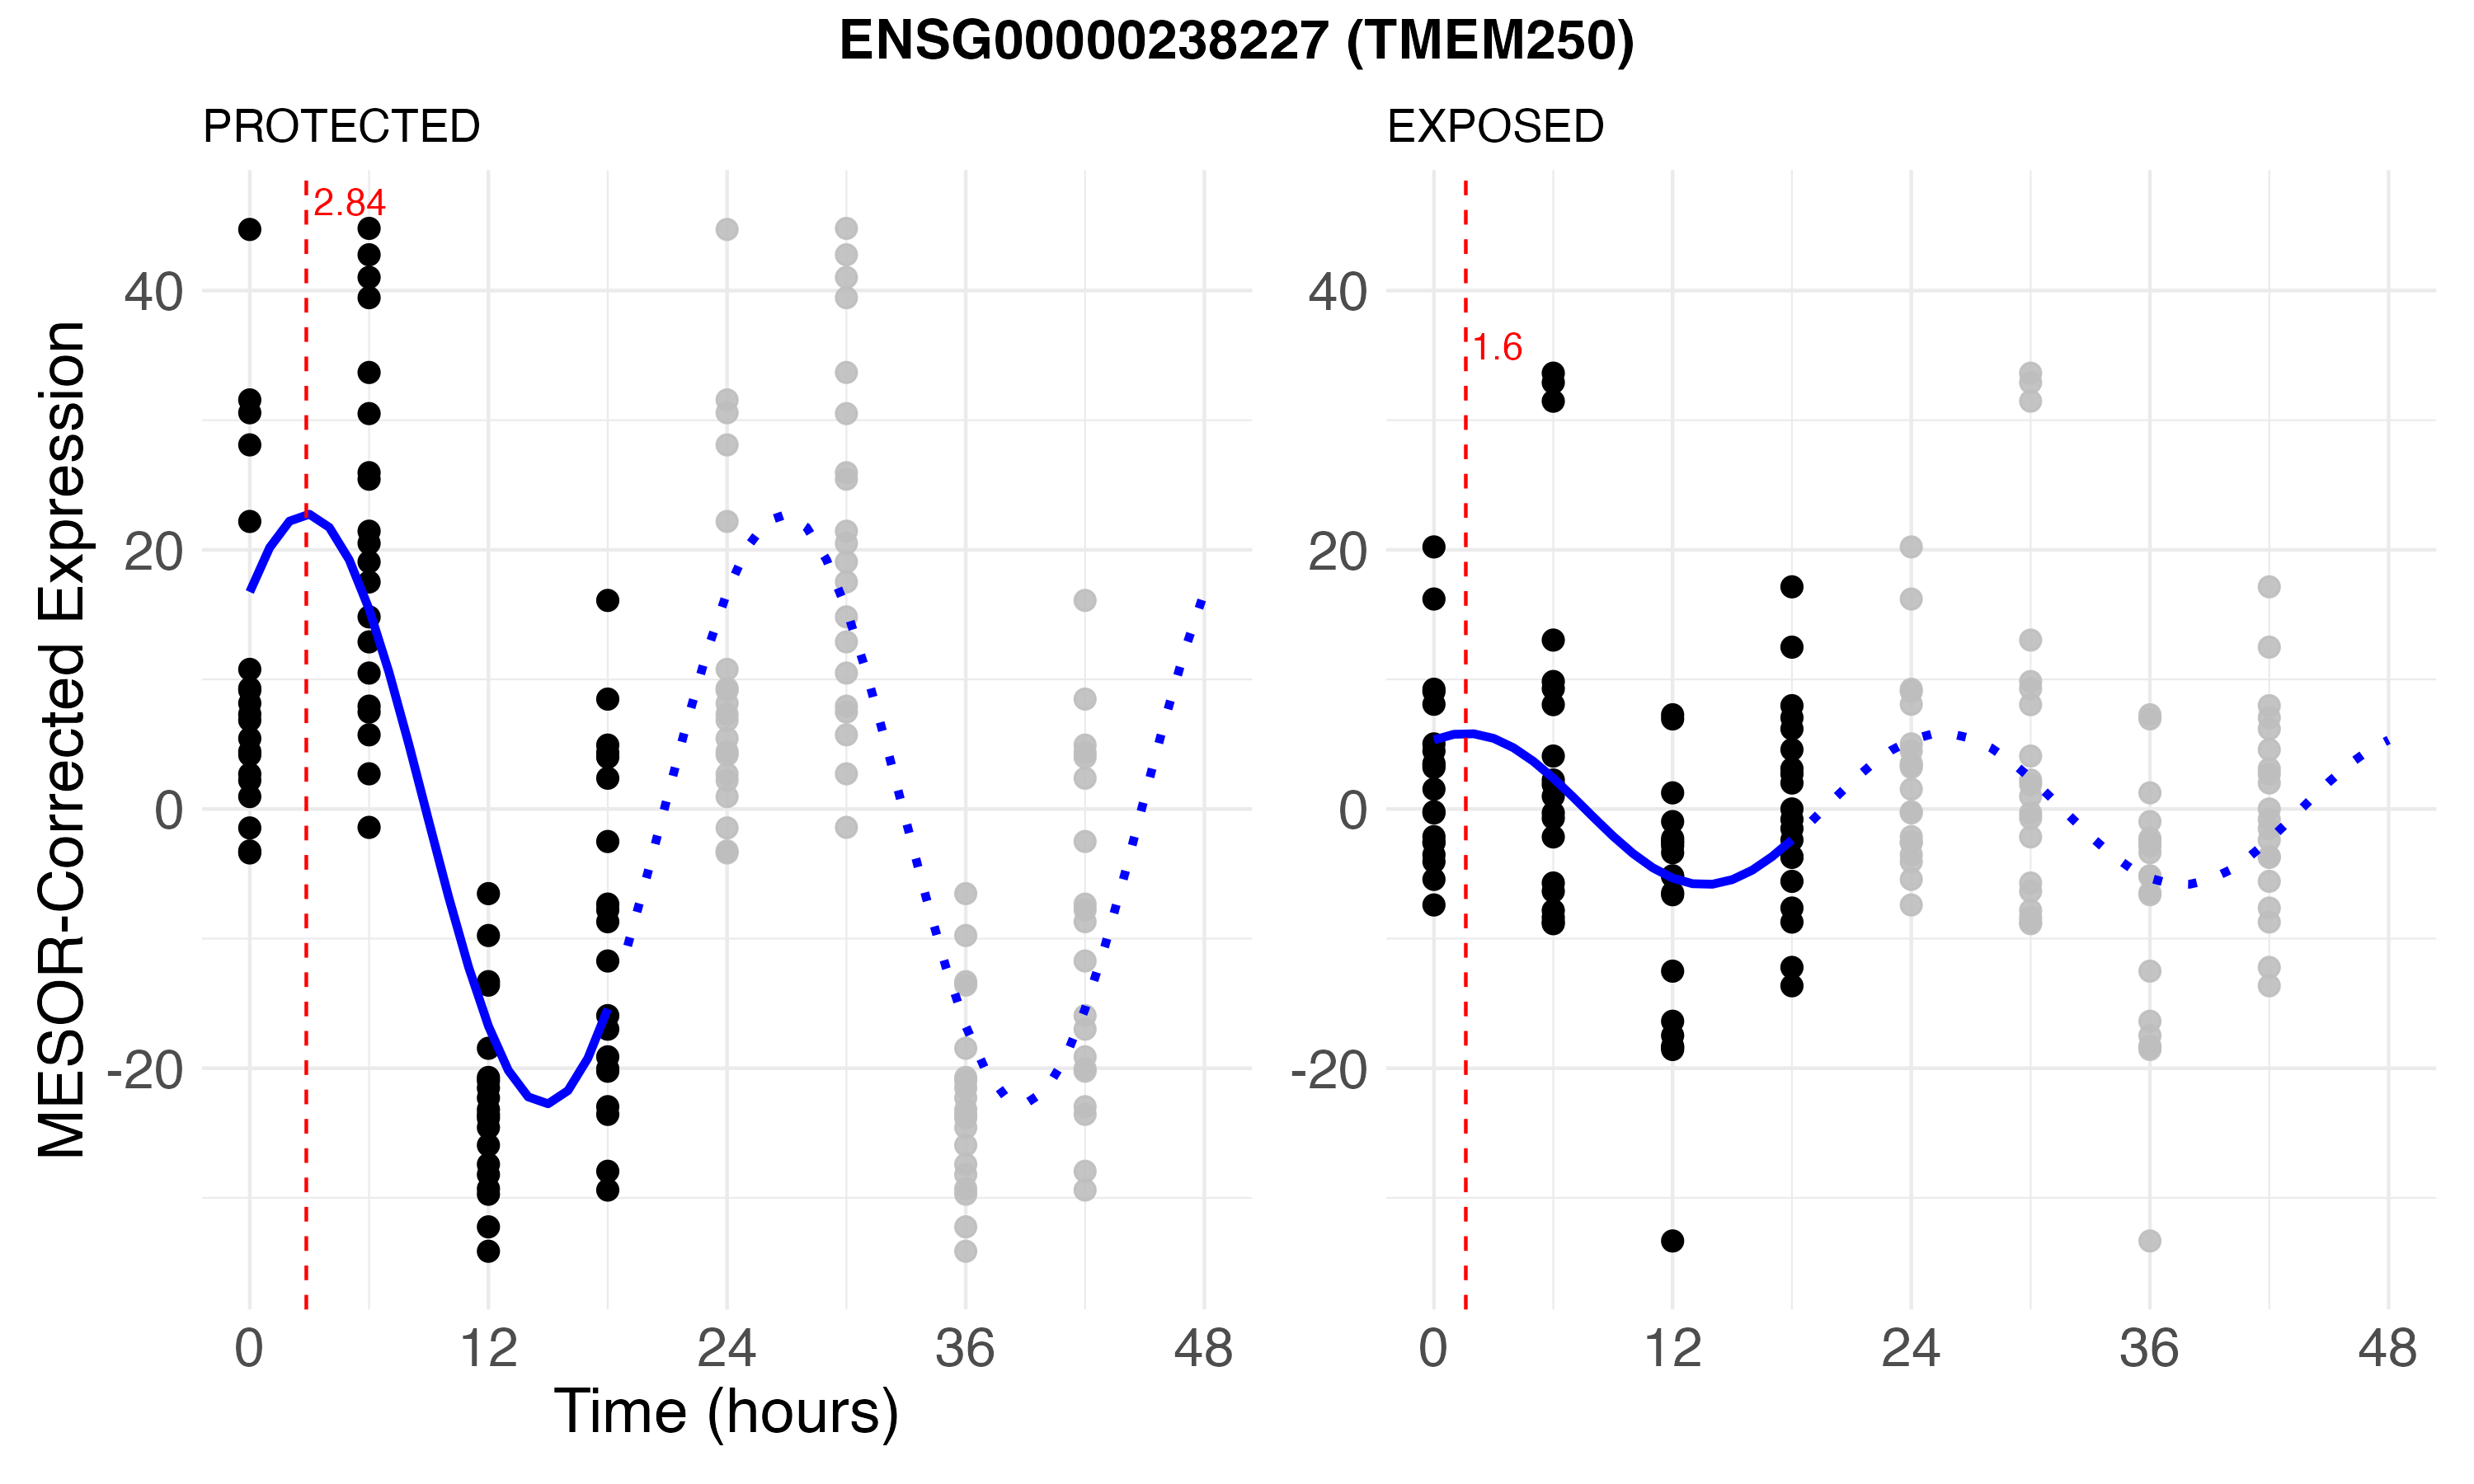 ENSG00000238227 (TMEM250)
PROTECTED
EXPOSED
MESOR-Corrected Expression
2.84
1.6
40
20
0
-20
40
20
0
-20
0 12 24 36 48
0 12 24 36 48
Time (hours)